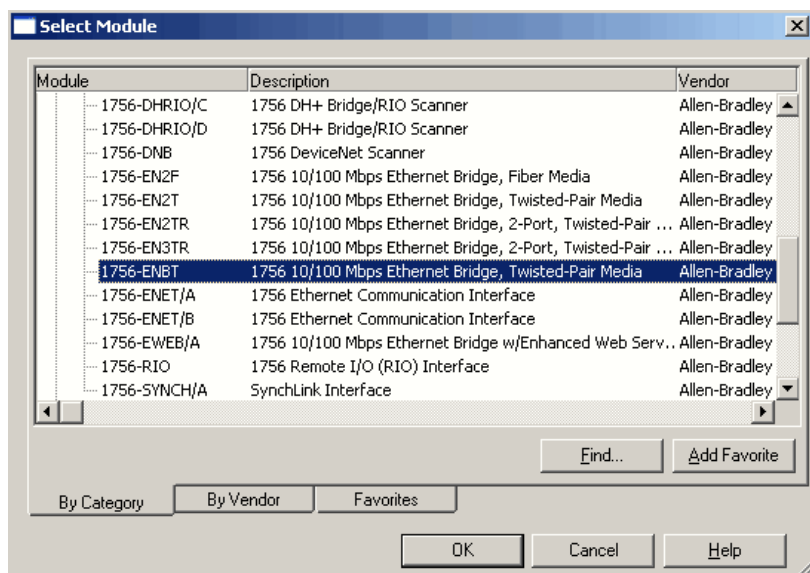 Select Module
Module Description Vendor
1756-DHRIO/C 1756 DH+ Bridge/RIO Scanner Allen-Bradley
1756-DHRIO/D 1756 DH+ Bridge/RIO Scanner Allen-Bradley
1756-DNB 1756 DeviceNet Scanner Allen-Bradley
1756-EN2F 1756 10/100 Mbps Ethernet Bridge, Fiber Media Allen-Bradley
1756-EN2T 1756 10/100 Mbps Ethernet Bridge, Twisted-Pair Media Allen-Bradley
1756-EN2TR 1756 10/100 Mbps Ethernet Bridge, 2-Port, Twisted-Pair ... Allen-Bradley
1756-EN3TR 1756 10/100 Mbps Ethernet Bridge, 2-Port, Twisted-Pair ... Allen-Bradley
1756-ENBT 1756 10/100 Mbps Ethernet Bridge, Twisted-Pair Media Allen-Bradley
1756-ENET/A 1756 Ethernet Communication Interface Allen-Bradley
1756-ENET/B 1756 Ethernet Communication Interface Allen-Bradley
1756-EWEB/A 1756 10/100 Mbps Ethernet Bridge w/Enhanced Web Serv.. Allen-Bradley
1756-RIO 1756 Remote I/O (RIO) Interface Allen-Bradley
1756-SYNCH/A SynchLink Interface Allen-Bradley
Find... Add Favorite
By Category By Vendor Favorites
OK Cancel Help